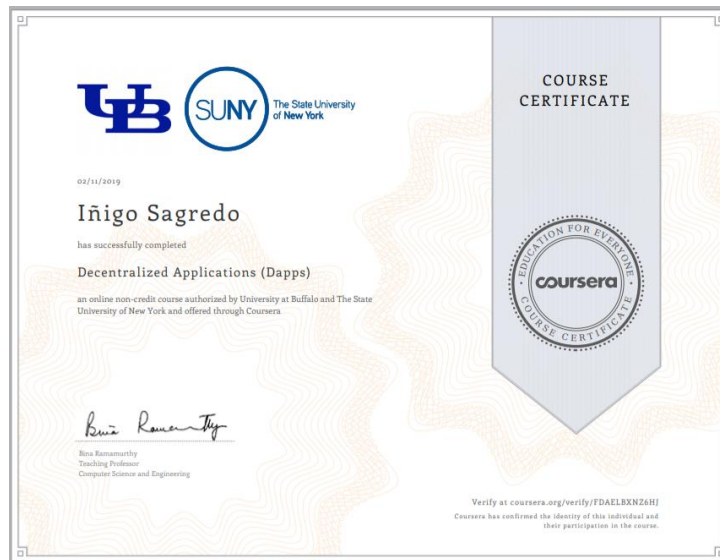 UB
SUNY
The State University
of New York
COURSE
CERTIFICATE
02/11/2019
Iñigo Sagredo
has successfully completed
Decentralized Applications (Dapps)
an online non-credit course authorized by University at Buffalo and The State
University of New York and offered through Coursera
EDUCATION FOR EVERYONE
coursera
COURSE CERTIFICATE
Bina Ramamurthy
Bina Ramamurthy
Teaching Professor
Computer Science and Engineering
Verify at coursera.org/verify/FDAELBXNZ6HJ
Coursera has confirmed the identity of this individual and
their participation in the course.